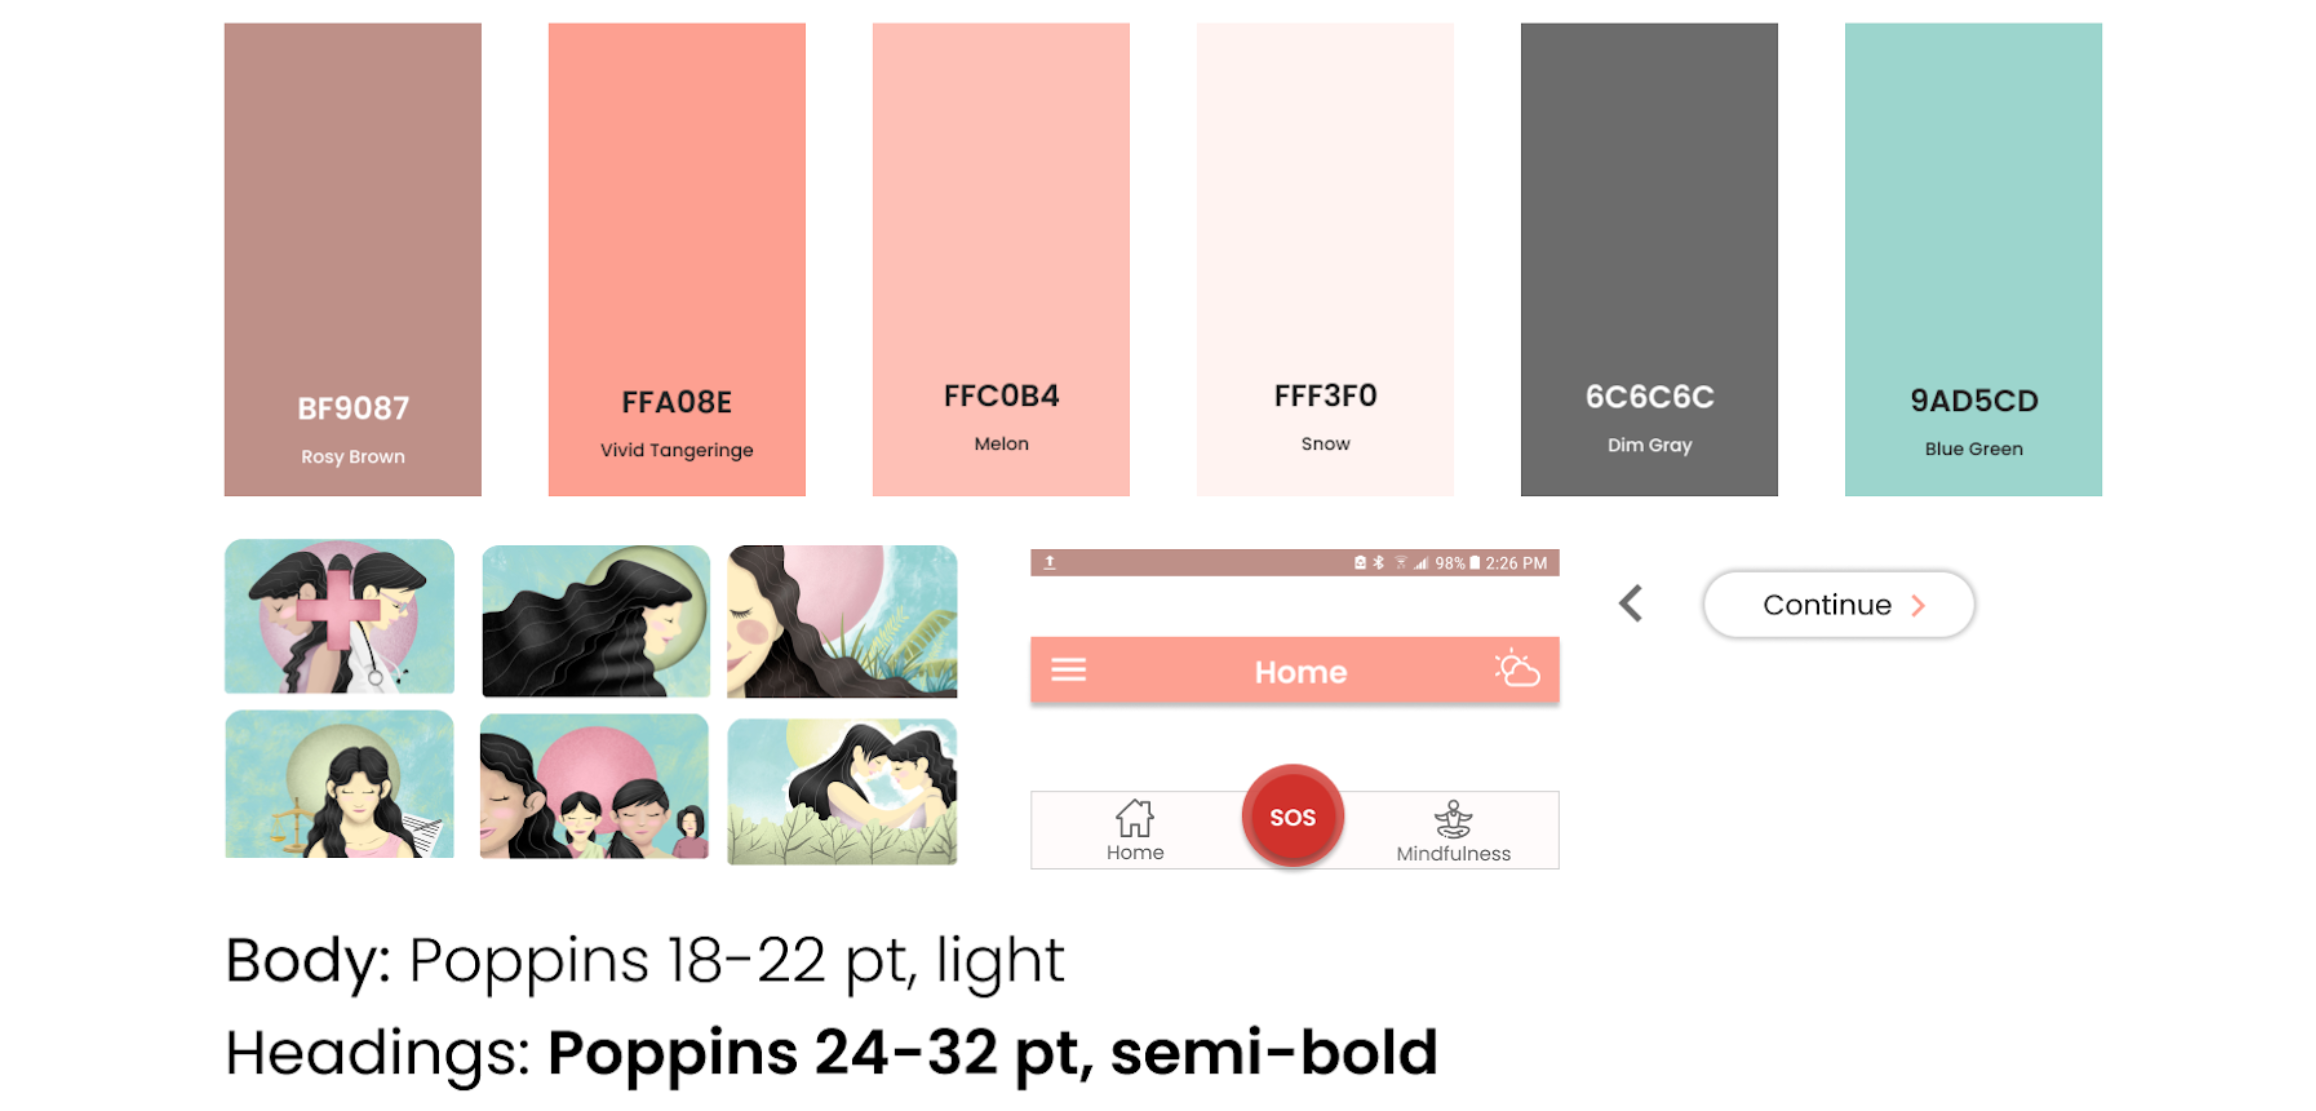 BF9087
Rosy Brown
FFA08E
Vivid Tangeringe
FFC0B4
Melon
FFF3F0
Snow
6C6C6C
Dim Gray
9AD5CD
Blue Green
98% 2:26 PM
Home
SOS
Home
Mindfulness
Continue
Body: Poppins 18-22 pt, light
Headings: Poppins 24-32 pt, semi-bold